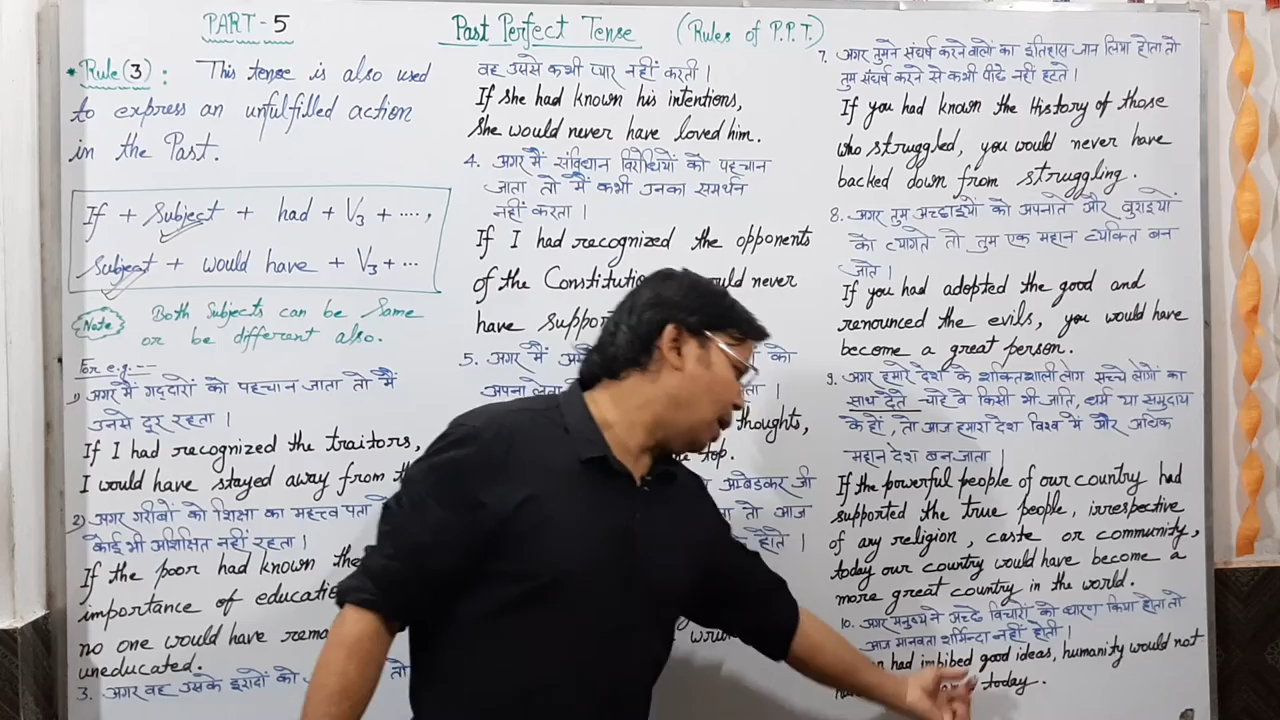 PART-5
Past Perfect Tense (Rules of P.P.T.)
Rule(3): This tense is also used
to express an unfulfilled action
in the Past.
If + Subject + had + V3 + ....,
Subject + would have + V3 + ...
Note Both Subjects can be same
or be different also.
For e.g.---
1) अगर मैं गद्दारों को पहचान जाता तो मैं
उनसे दूर रहता |
If I had recognized the traitors,
I would have stayed away from
2) अगर गरीबों को शिक्षा का महत्त्व पता
कोई भी अशिक्षित नहीं रहता |
If the poor had known the
importance of
no one would have
uneducated.
3. अगर वह उसके इरादों को तो
वह उससे कभी प्यार नहीं करती |
If she had known his intentions,
She would never have loved him.
4. अगर मैं संविधान विरोधियों को पहचान
जाता तो मैं कभी उनका समर्थन
नहीं करता |
If I had recognized the opponents
of the never
have
5. अगर मैं को
अपना
thoughts,
top.
अम्बेडकर जी
तो आज
होते |
7. अगर तुमने संघर्ष करने वालों का इतिहास जान लिया होता तो
तुम संघर्ष करने से कभी पीछे नहीं हटते |
If you had known the History of those
who struggled, you would never have
backed down from struggling.
8. अगर तुम अच्छाइयों को अपनाते और बुराइयों
को त्यागते तो तुम एक महान व्यक्ति बन
जाते |
If you had adopted the good and
renounced the evils, you would have
become a great person.
9. अगर हमारे देश के शक्तिशाली लोग सच्चे लोगों का
साथ देते चाहे वे किसी भी जाति, धर्म या समुदाय
के हों, तो आज हमारा देश विश्व में और अधिक
महान देश बन जाता |
If the powerful people of our country had
supported the true people, irrespective
of any religion, caste or community,
today our country would have become a
more great country in the world.
10. अगर मनुष्य ने अच्छे विचारों को धारण किया होता तो
आज मानवता शर्मिन्दा नहीं होती |
had imbibed good ideas, humanity would not
today.